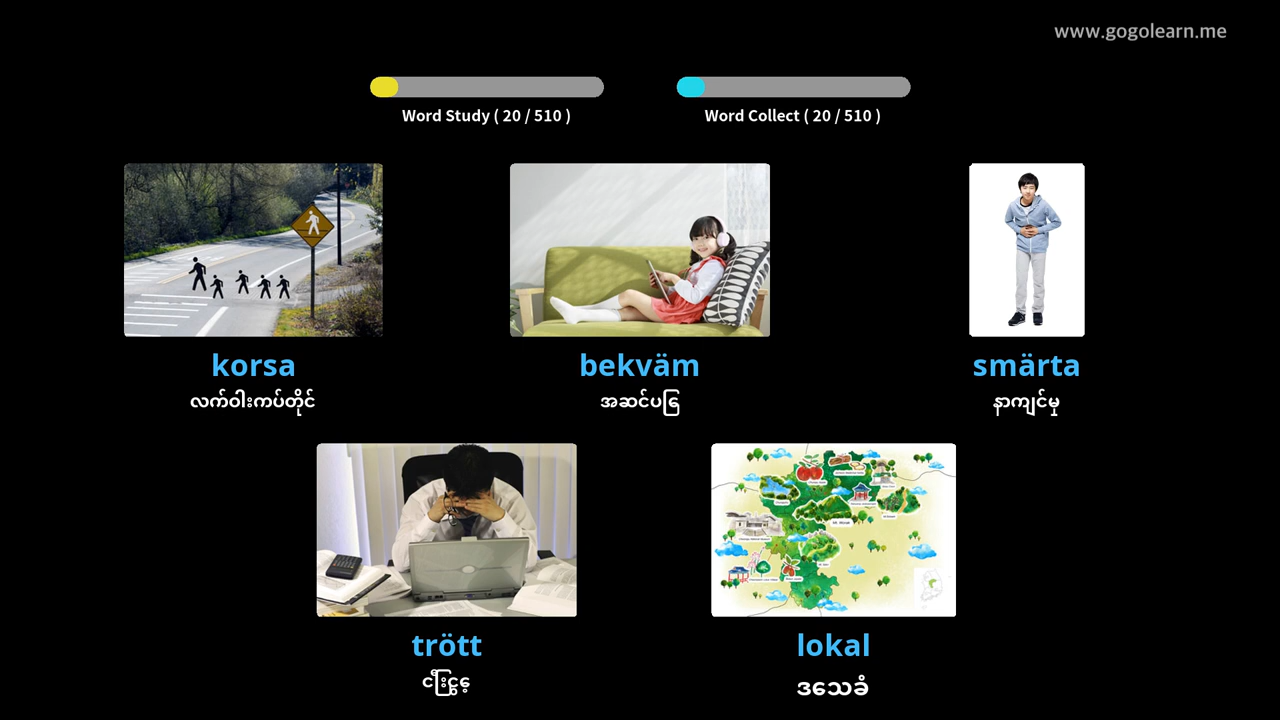 www.gogolearn.me
Word Study ( 20 / 510 )
Word Collect ( 20 / 510 )
korsa
bekväm
smärta
လက်ဝါးကပ်တိုင်
အဆင်ပြေ
နာကျင်မှု
trött
lokal
ငြီးငွေ့
ဒေသခံ